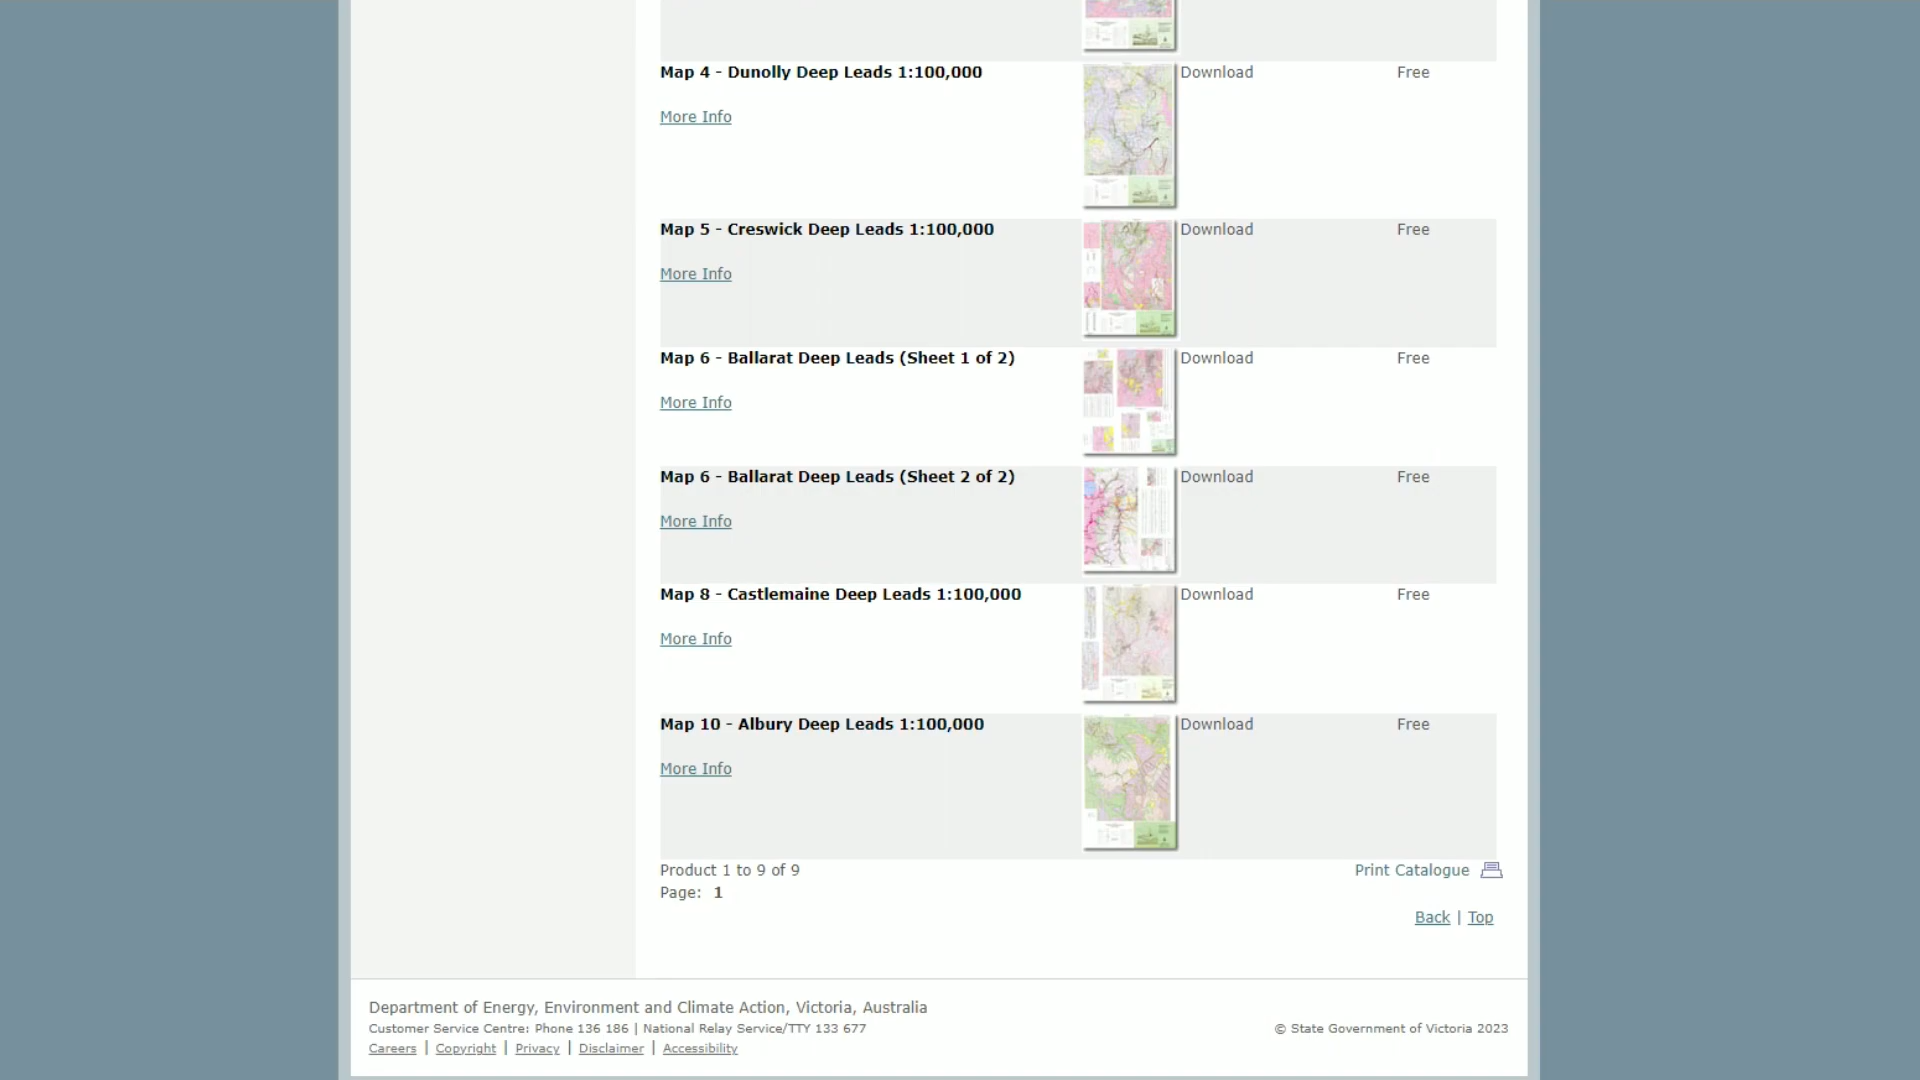 Map 4 - Dunolly Deep Leads 1:100,000 Download Free
More Info
Map 5 - Creswick Deep Leads 1:100,000 Download Free
More Info
Map 6 - Ballarat Deep Leads (Sheet 1 of 2) Download Free
More Info
Map 6 - Ballarat Deep Leads (Sheet 2 of 2) Download Free
More Info
Map 8 - Castlemaine Deep Leads 1:100,000 Download Free
More Info
Map 10 - Albury Deep Leads 1:100,000 Download Free
More Info
Product 1 to 9 of 9 Print Catalogue
Page: 1
Back | Top
Department of Energy, Environment and Climate Action, Victoria, Australia
Customer Service Centre: Phone 136 186 | National Relay Service/TTY 133 677 © State Government of Victoria 2023
Careers | Copyright | Privacy | Disclaimer | Accessibility